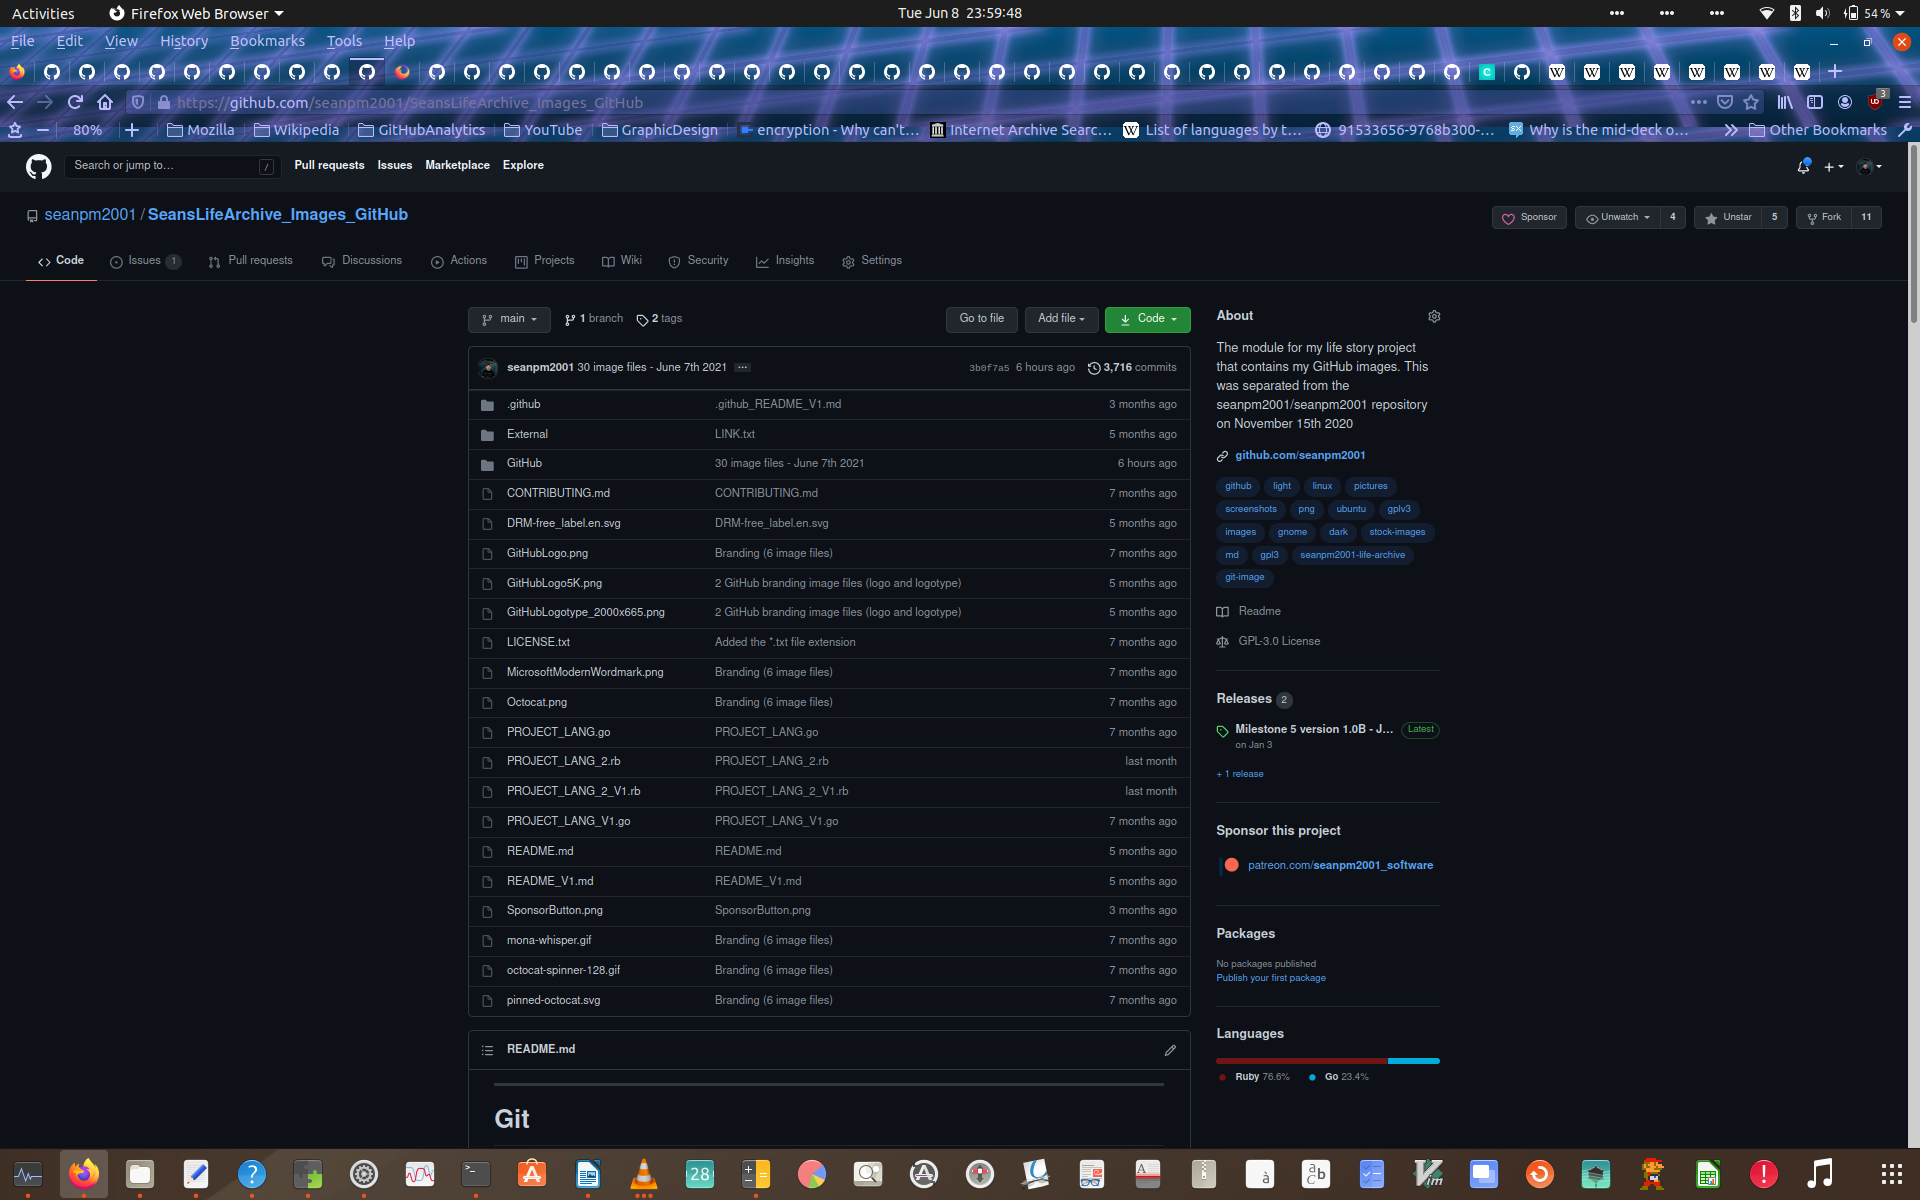 Activities Firefox Web Browser Tue Jun 8 23:59:48 54 %
File Edit View History Bookmarks Tools Help
https://github.com/seanpm2001/SeansLifeArchive_Images_GitHub 3
80% Mozilla Wikipedia GitHubAnalytics YouTube GraphicDesign encryption - Why can't… Internet Archive Searc… List of languages by t… 91533656-9768b300-… Why is the mid-deck o… Other Bookmarks
Search or jump to… / Pull requests Issues Marketplace Explore
seanpm2001 / SeansLifeArchive_Images_GitHub Sponsor Unwatch 4 Unstar 5 Fork 11
Code Issues 1 Pull requests Discussions Actions Projects Wiki Security Insights Settings
main 1 branch 2 tags Go to file Add file Code
seanpm2001 30 image files - June 7th 2021 3b0f7a5 6 hours ago 3,716 commits
.github .github_README_V1.md 3 months ago
External LINK.txt 5 months ago
GitHub 30 image files - June 7th 2021 6 hours ago
CONTRIBUTING.md CONTRIBUTING.md 7 months ago
DRM-free_label.en.svg DRM-free_label.en.svg 5 months ago
GitHubLogo.png Branding (6 image files) 7 months ago
GitHubLogo5K.png 2 GitHub branding image files (logo and logotype) 5 months ago
GitHubLogotype_2000x665.png 2 GitHub branding image files (logo and logotype) 5 months ago
LICENSE.txt Added the *.txt file extension 7 months ago
MicrosoftModernWordmark.png Branding (6 image files) 7 months ago
Octocat.png Branding (6 image files) 7 months ago
PROJECT_LANG.go PROJECT_LANG.go 7 months ago
PROJECT_LANG_2.rb PROJECT_LANG_2.rb last month
PROJECT_LANG_2_V1.rb PROJECT_LANG_2_V1.rb last month
PROJECT_LANG_V1.go PROJECT_LANG_V1.go 7 months ago
README.md README.md 5 months ago
README_V1.md README_V1.md 5 months ago
SponsorButton.png SponsorButton.png 3 months ago
mona-whisper.gif Branding (6 image files) 7 months ago
octocat-spinner-128.gif Branding (6 image files) 7 months ago
pinned-octocat.svg Branding (6 image files) 7 months ago
README.md
Git
About
The module for my life story project
that contains my GitHub images. This
was separated from the
seanpm2001/seanpm2001 repository
on November 15th 2020
github.com/seanpm2001
github light linux pictures
screenshots png ubuntu gplv3
images gnome dark stock-images
md gpl3 seanpm2001-life-archive
git-image
Readme
GPL-3.0 License
Releases 2
Milestone 5 version 1.0B - J… Latest
on Jan 3
+ 1 release
Sponsor this project
patreon.com/seanpm2001_software
Packages
No packages published
Publish your first package
Languages
Ruby 76.6% Go 23.4%
28